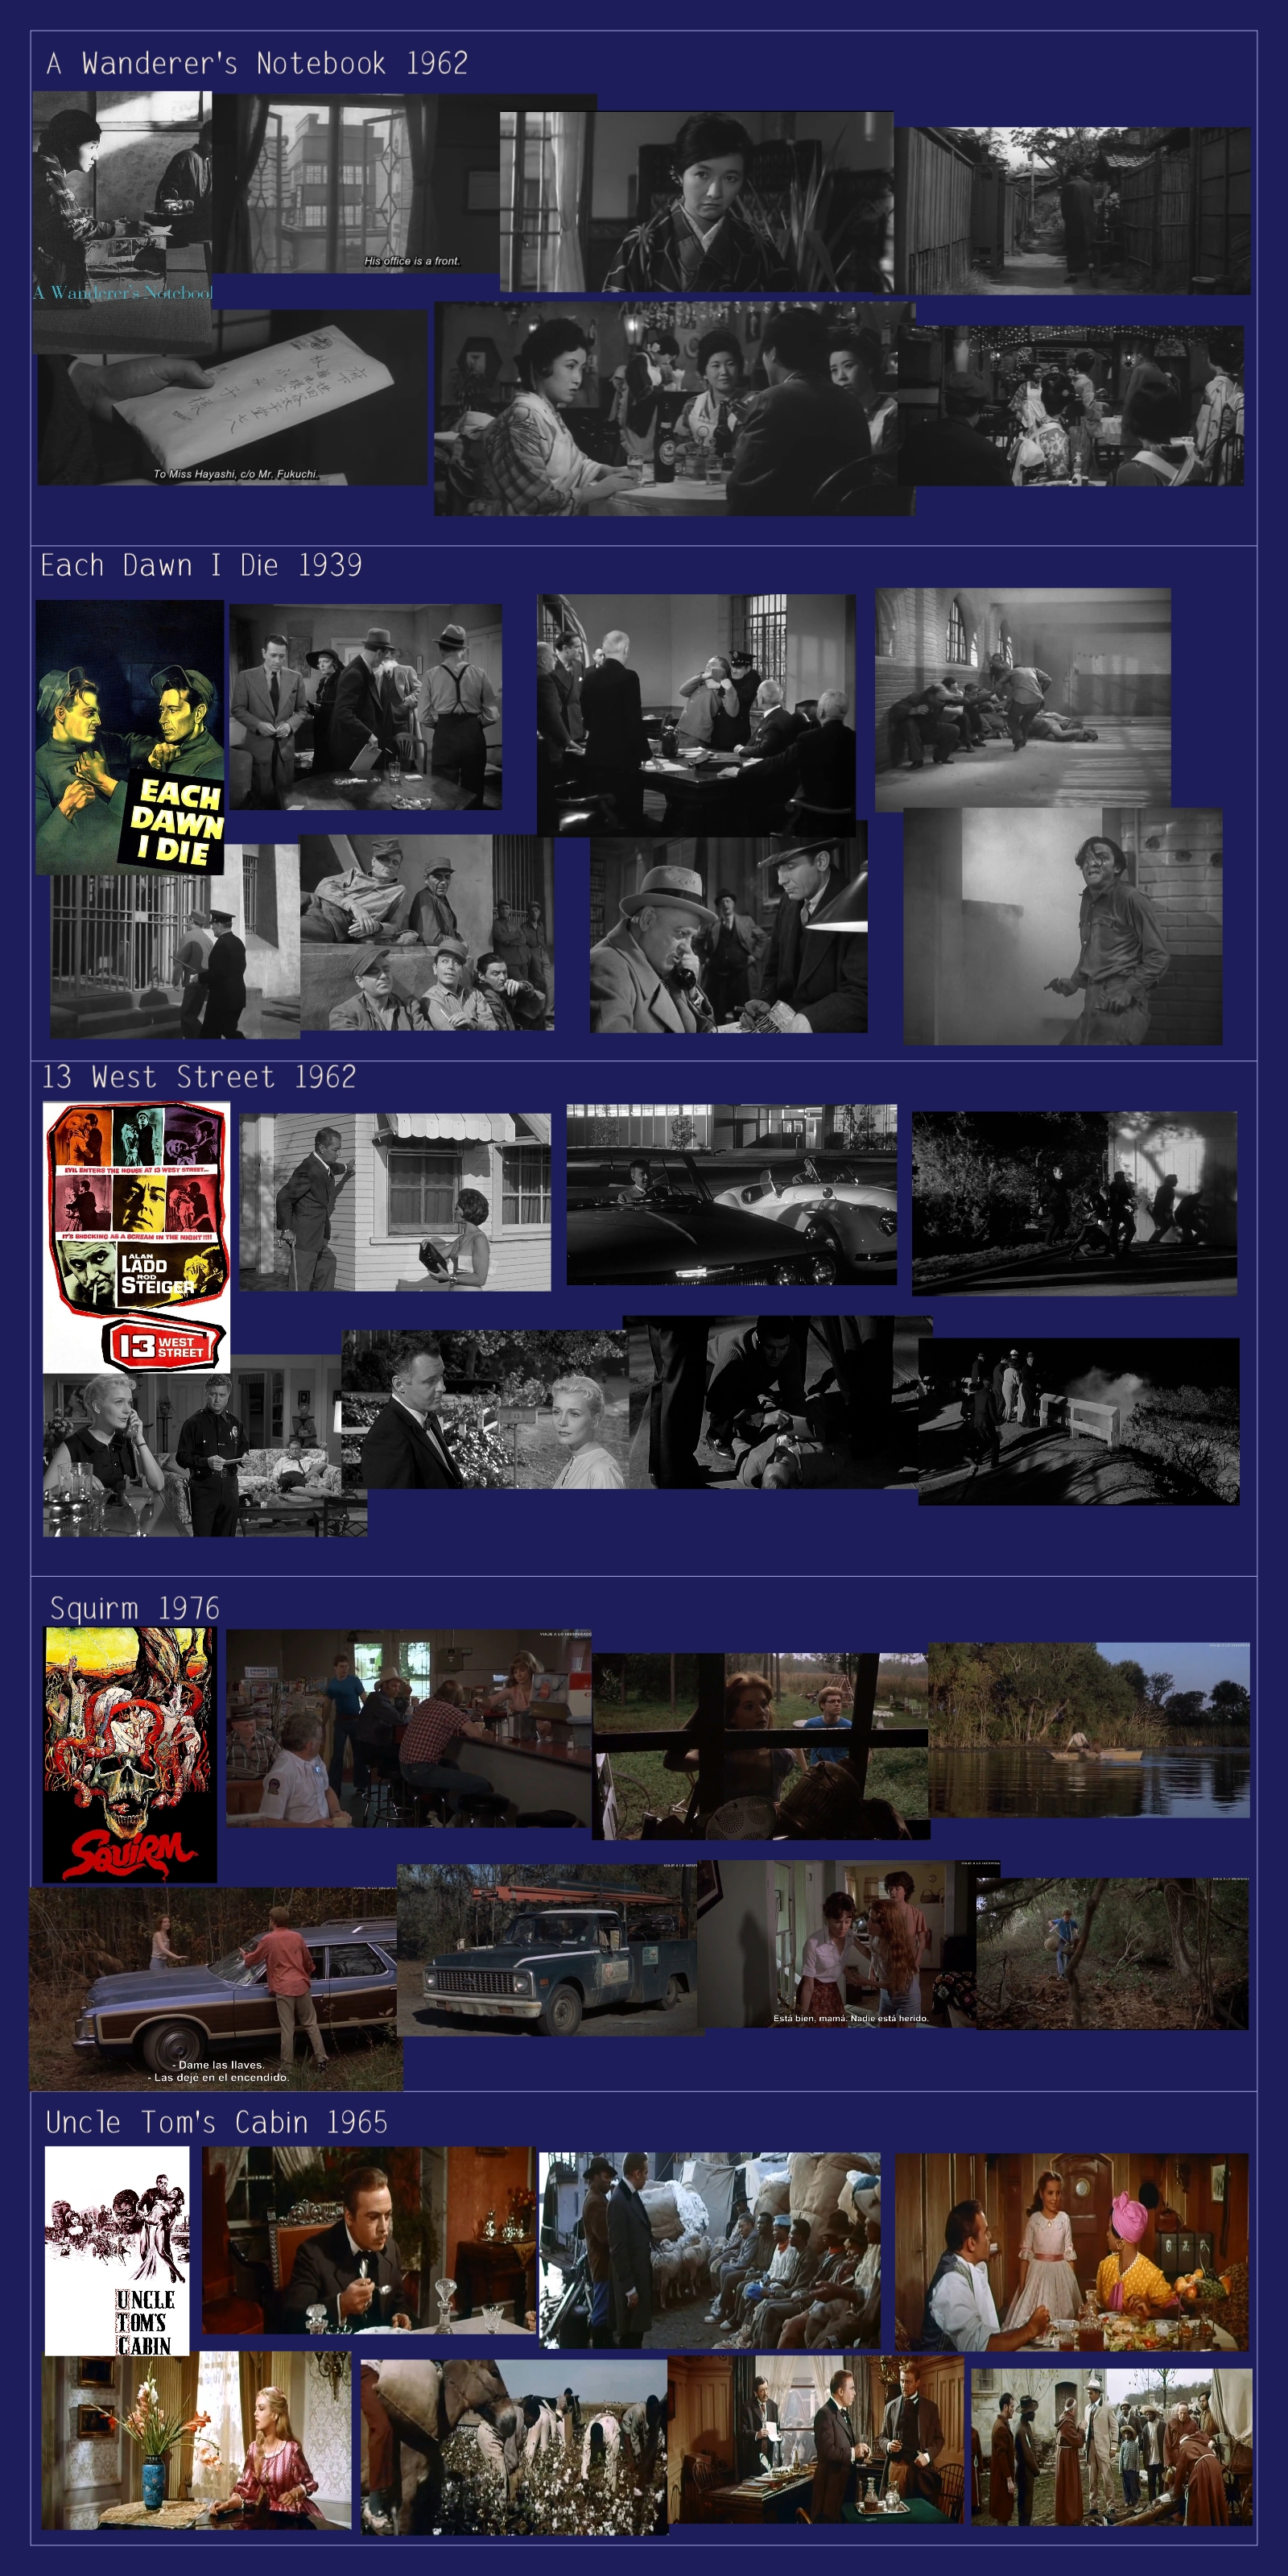 A Wanderer's Notebook 1962
A Wanderer's Notebook
His office is a front.
To Miss Hayashi, c/o Mr. Fukuchi.
Each Dawn I Die 1939
EACH
DAWN
I DIE
13 West Street 1962
EVIL ENTERS THE HOUSE AT 13 WEST STREET...
IT'S SHOCKING AS A SCREAM IN THE NIGHT!!!!
ALAN
LADD
ROD
STEIGER
13 WEST
STREET
Squirm 1976
SQUIRM
- Dame las llaves.
- Las dejé en el encendido.
Está bien, mamá. Nadie está herido.
Uncle Tom's Cabin 1965
UNCLE
TOM'S
CABIN